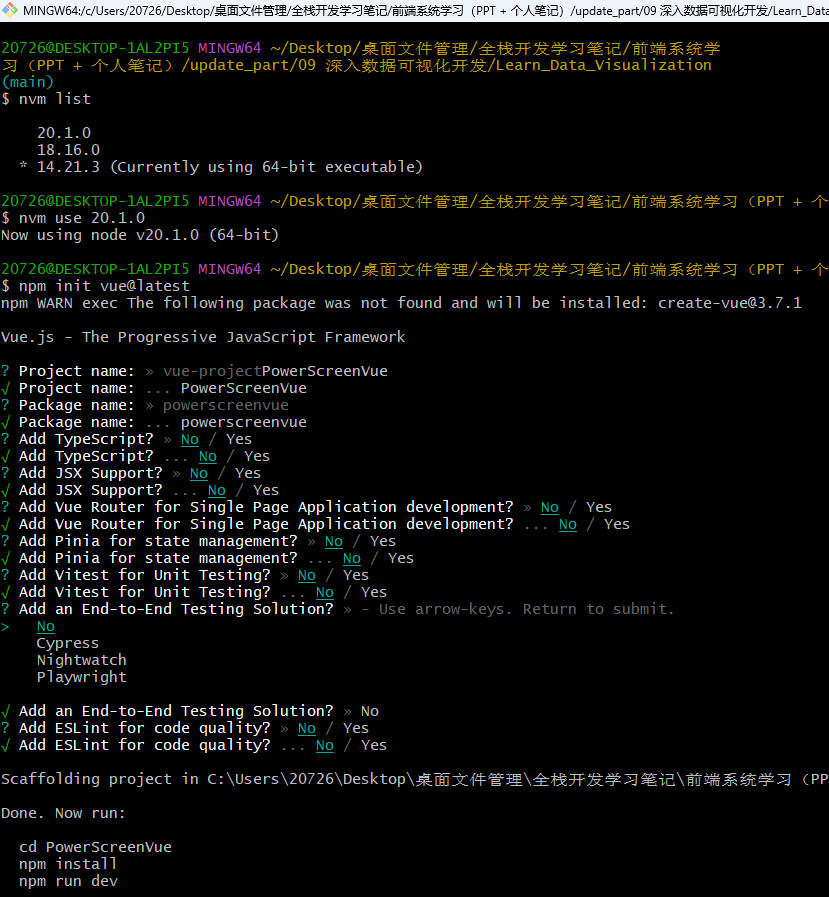 MINGW64:/c/Users/20726/Desktop/桌面文件管理/全栈开发学习笔记/前端系统学习（PPT + 个人笔记）/update_part/09 深入数据可视化开发/Learn_Data
20726@DESKTOP-1AL2PI5 MINGW64 ~/Desktop/桌面文件管理/全栈开发学习笔记/前端系统学
习（PPT + 个人笔记）/update_part/09 深入数据可视化开发/Learn_Data_Visualization
(main)
$ nvm list
20.1.0
18.16.0
* 14.21.3 (Currently using 64-bit executable)
20726@DESKTOP-1AL2PI5 MINGW64 ~/Desktop/桌面文件管理/全栈开发学习笔记/前端系统学习（PPT + 个
$ nvm use 20.1.0
Now using node v20.1.0 (64-bit)
20726@DESKTOP-1AL2PI5 MINGW64 ~/Desktop/桌面文件管理/全栈开发学习笔记/前端系统学习（PPT + 个
$ npm init vue@latest
npm WARN exec The following package was not found and will be installed: create-vue@3.7.1
Vue.js - The Progressive JavaScript Framework
? Project name: » vue-projectPowerScreenVue
√ Project name: ... PowerScreenVue
? Package name: » powerscreenvue
√ Package name: ... powerscreenvue
? Add TypeScript? » No / Yes
√ Add TypeScript? ... No / Yes
? Add JSX Support? » No / Yes
√ Add JSX Support? ... No / Yes
? Add Vue Router for Single Page Application development? » No / Yes
√ Add Vue Router for Single Page Application development? ... No / Yes
? Add Pinia for state management? » No / Yes
√ Add Pinia for state management? ... No / Yes
? Add Vitest for Unit Testing? » No / Yes
√ Add Vitest for Unit Testing? ... No / Yes
? Add an End-to-End Testing Solution? » - Use arrow-keys. Return to submit.
> No
Cypress
Nightwatch
Playwright
√ Add an End-to-End Testing Solution? » No
? Add ESLint for code quality? » No / Yes
√ Add ESLint for code quality? ... No / Yes
Scaffolding project in C:\Users\20726\Desktop\桌面文件管理\全栈开发学习笔记\前端系统学习（PP
Done. Now run:
cd PowerScreenVue
npm install
npm run dev